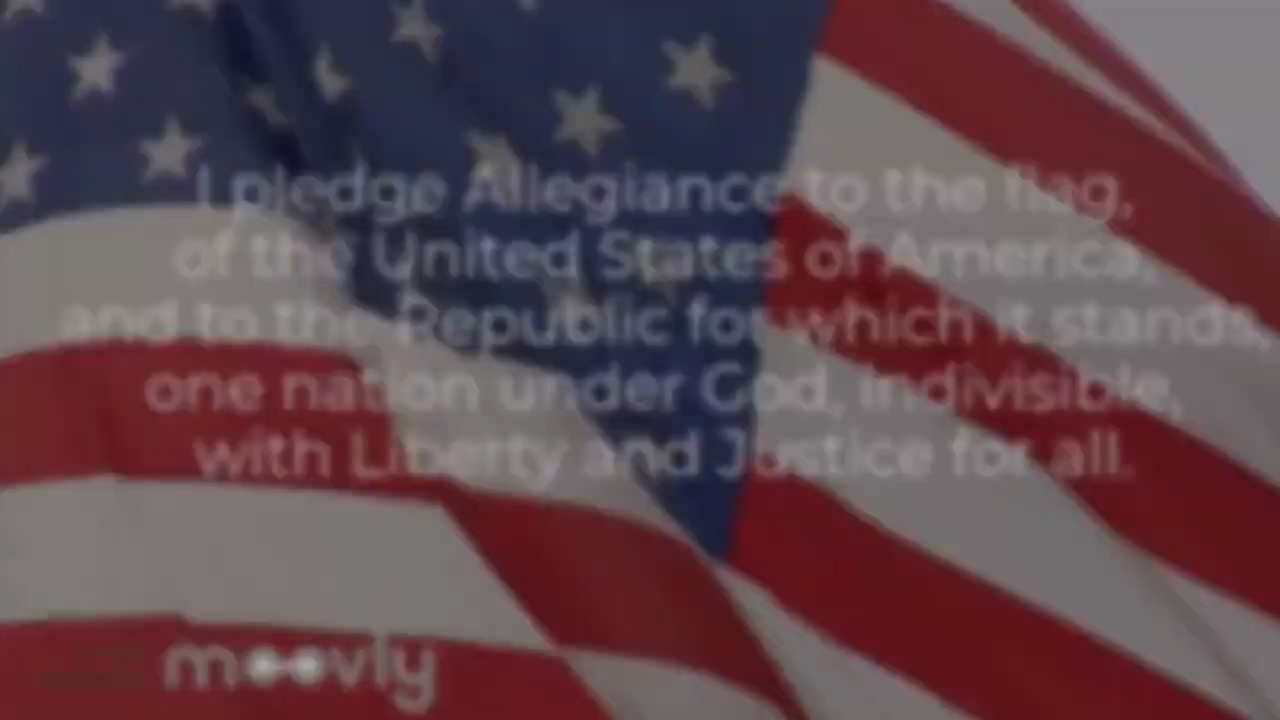 I pledge Allegiance to the flag,
of the United States of America,
and to the Republic for which it stands,
one nation under God, indivisible,
with Liberty and Justice for all.
moovly